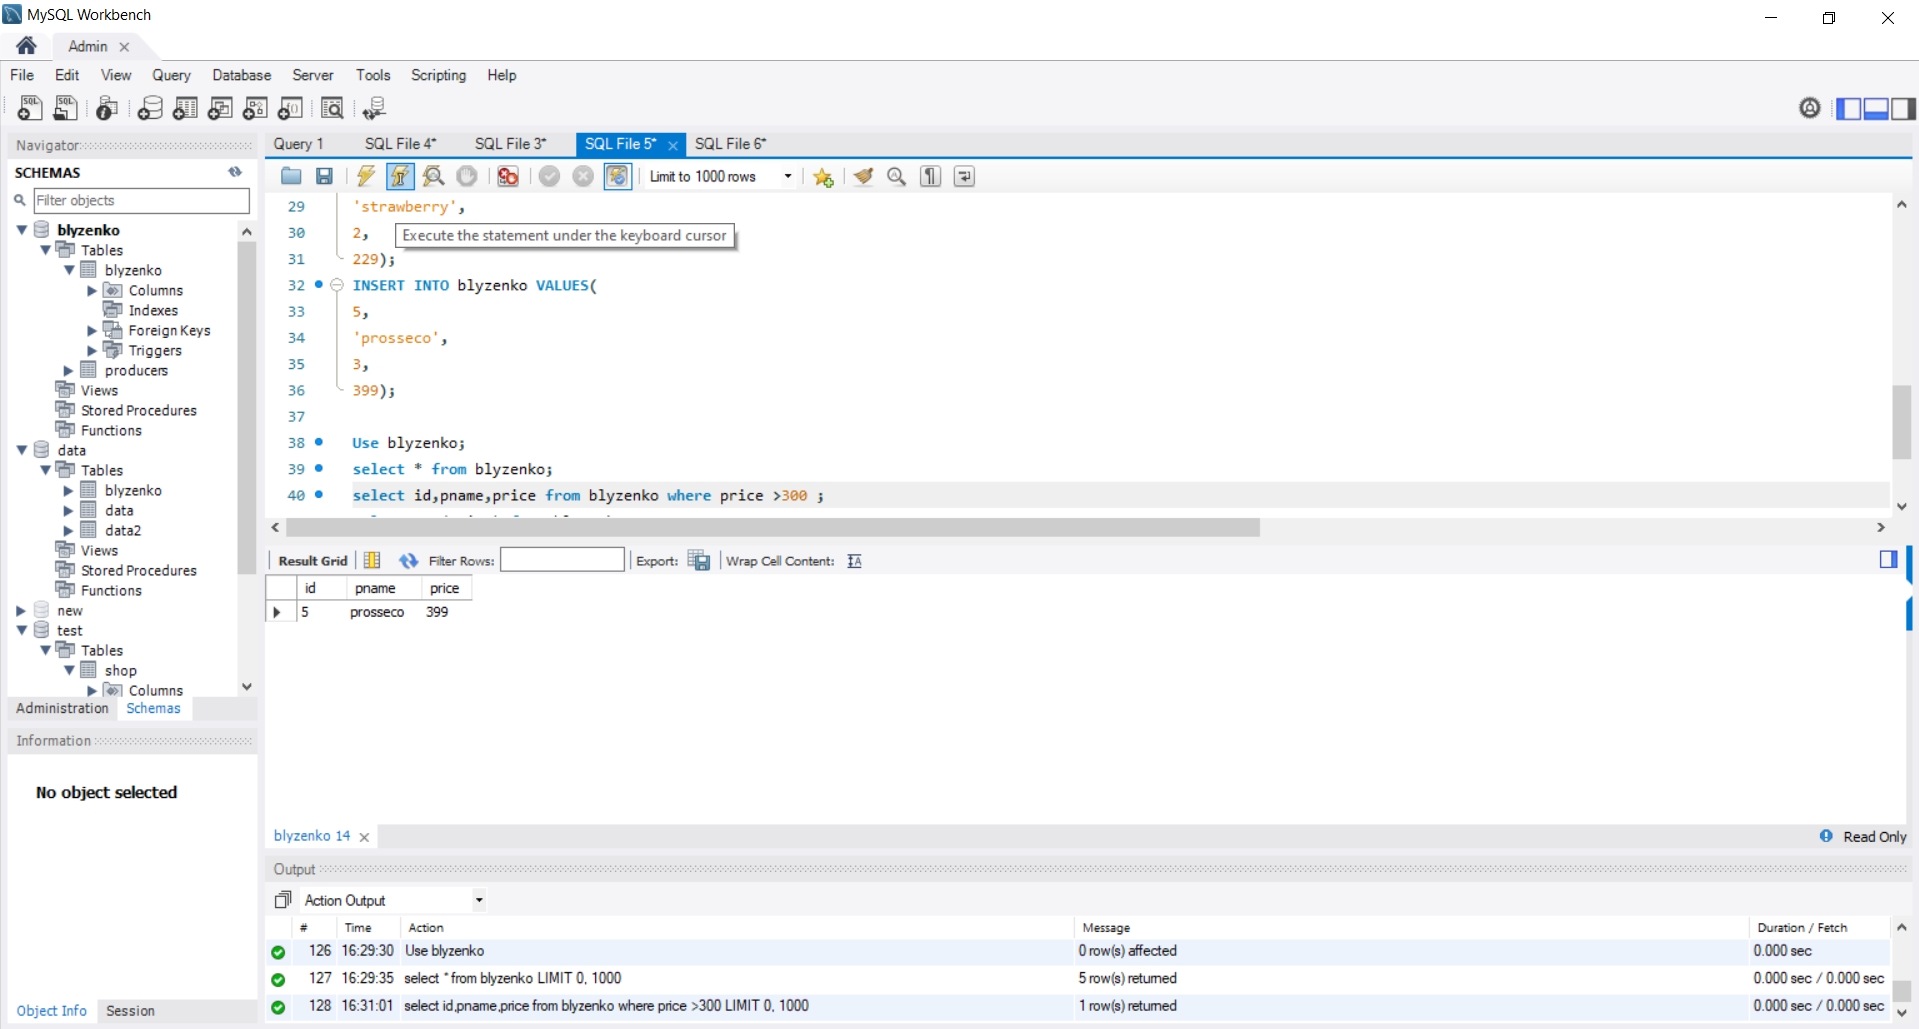 MySQL Workbench
Admin
File Edit View Query Database Server Tools Scripting Help
Navigator
SCHEMAS
Filter objects
blyzenko
Tables
blyzenko
Columns
Indexes
Foreign Keys
Triggers
producers
Views
Stored Procedures
Functions
data
Tables
blyzenko
data
data2
Views
Stored Procedures
Functions
new
test
Tables
shop
Columns
Administration Schemas
Information
No object selected
Object Info Session
Query 1 SQL File 4* SQL File 3* SQL File 5* SQL File 6*
Limit to 1000 rows
29 'strawberry',
30 2,
Execute the statement under the keyboard cursor
31 229);
32 INSERT INTO blyzenko VALUES(
33 5,
34 'prosseco',
35 3,
36 399);
37
38 Use blyzenko;
39 select * from blyzenko;
40 select id,pname,price from blyzenko where price >300 ;
Result Grid Filter Rows: Export: Wrap Cell Content:
id pname price
5 prosseco 399
blyzenko 14
Read Only
Output
Action Output
# Time Action Message Duration / Fetch
126 16:29:30 Use blyzenko 0 row(s) affected 0.000 sec
127 16:29:35 select * from blyzenko LIMIT 0, 1000 5 row(s) returned 0.000 sec / 0.000 sec
128 16:31:01 select id,pname,price from blyzenko where price >300 LIMIT 0, 1000 1 row(s) returned 0.000 sec / 0.000 sec